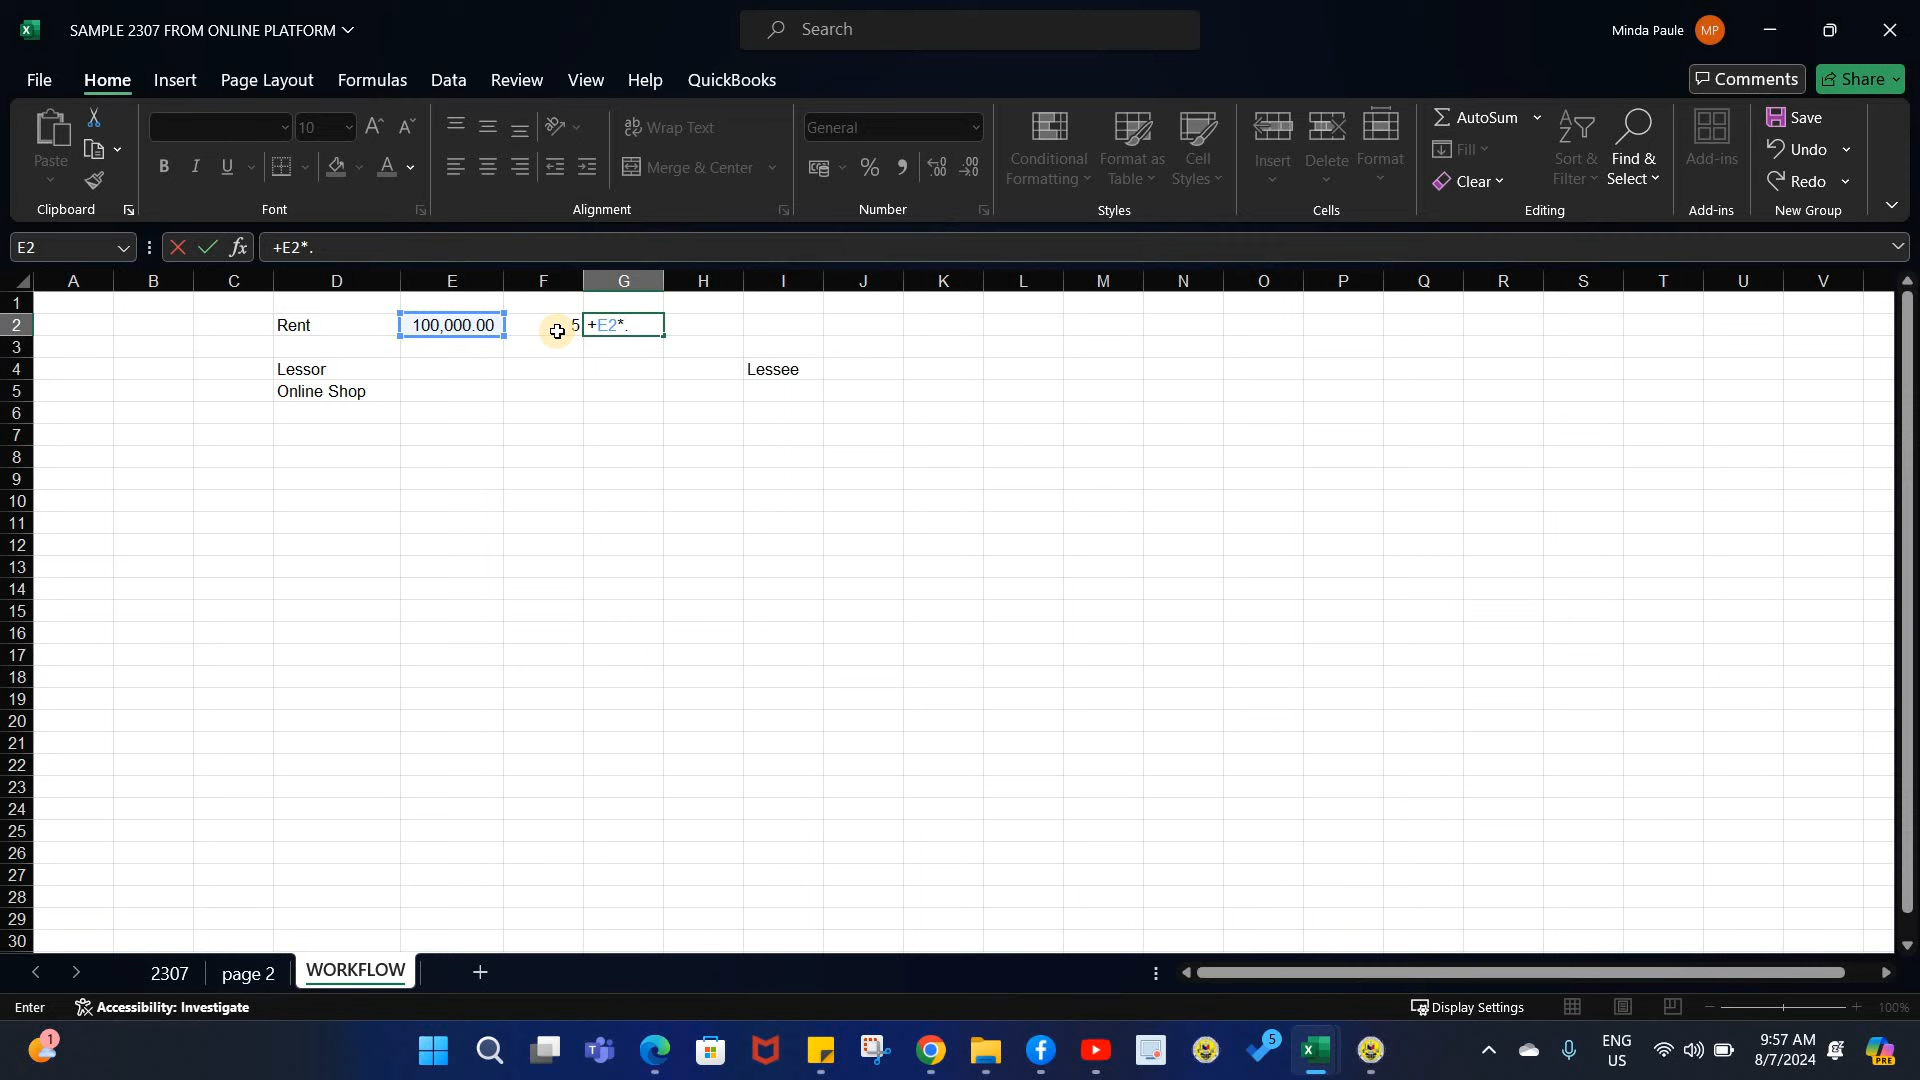 SAMPLE 2307 FROM ONLINE PLATFORM
Search
Minda Paule MP
File Home Insert Page Layout Formulas Data Review View Help QuickBooks
Comments Share
10
Wrap Text
General
AutoSum
Save
Paste
Conditional Formatting
Format as Table
Cell Styles
Insert
Delete
Format
Fill
Sort & Filter
Find & Select
Add-ins
Undo
B I U
Merge & Center
Clear
Redo
Clipboard Font Alignment Number Styles Cells Editing Add-ins New Group
E2 fx +E2*.
A B C D E F G H I J K L M N O P Q R S T U V
1
2 Rent 100,000.00 5 +E2*.
3
4 Lessor Lessee
5 Online Shop
6
7
8
9
10
11
12
13
14
15
16
17
18
19
20
21
22
23
24
25
26
27
28
29
30
2307 page 2 WORKFLOW
Enter Accessibility: Investigate Display Settings 100%
1 5 ENG US 9:57 AM 8/7/2024 PRE